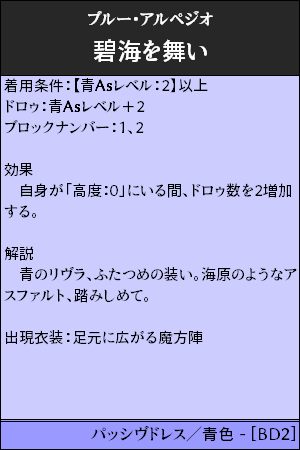 ブルー・アルペジオ
碧海を舞い
着用条件：【青Asレベル：2】以上
ドロゥ：青Asレベル＋2
ブロックナンバー：1、2
効果
　自身が「高度：0」にいる間、ドロゥ数を2増加
する。
解説
　青のリヴラ、ふたつめの装い。海原のようなア
スファルト、踏みしめて。
出現衣装：足元に広がる魔方陣
パッシヴドレス／青色 - [BD2]